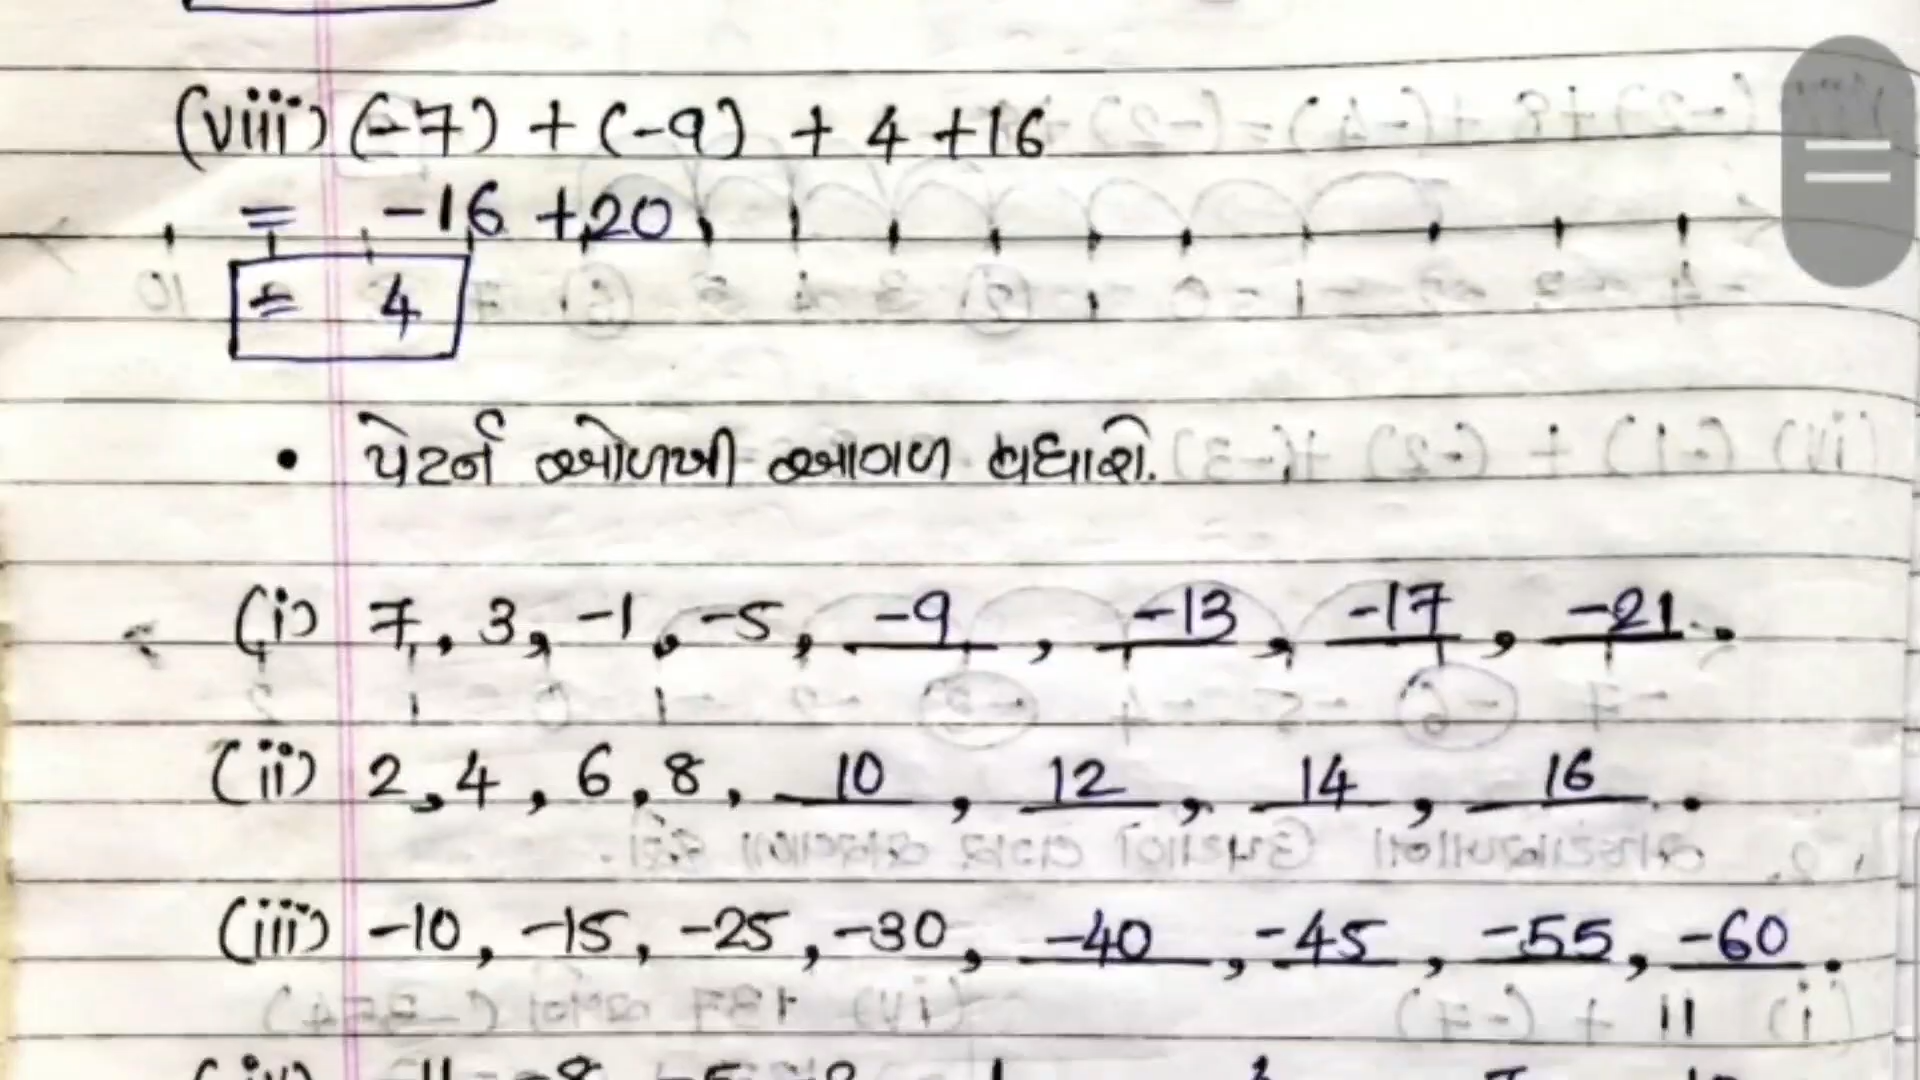 (viii) (-7) + (-9) + 4 + 16
= -16 + 20
= 4
• પેટર્ન ઓળખી આગળ વધારો.
(i) 7, 3, -1, -5, -9, -13, -17, -21.
(ii) 2, 4, 6, 8, 10, 12, 14, 16.
(iii) -10, -15, -25, -30, -40, -45, -55, -60.